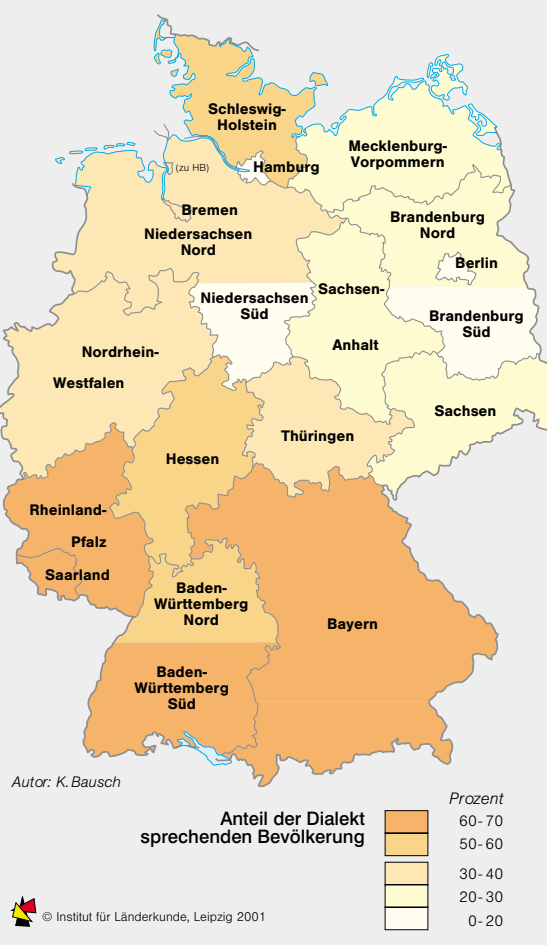 Schleswig-
Holstein
Mecklenburg-
Vorpommern
(zu HB)
Hamburg
Bremen
Niedersachsen
Nord
Brandenburg
Nord
Berlin
Niedersachsen
Süd
Sachsen-
Anhalt
Brandenburg
Süd
Nordrhein-
Westfalen
Sachsen
Thüringen
Hessen
Rheinland-
Pfalz
Saarland
Baden-
Württemberg
Nord
Bayern
Baden-
Württemberg
Süd
Autor: K. Bausch
Anteil der Dialekt
sprechenden Bevölkerung
Prozent
60-70
50-60
30-40
20-30
0-20
© Institut für Länderkunde, Leipzig 2001